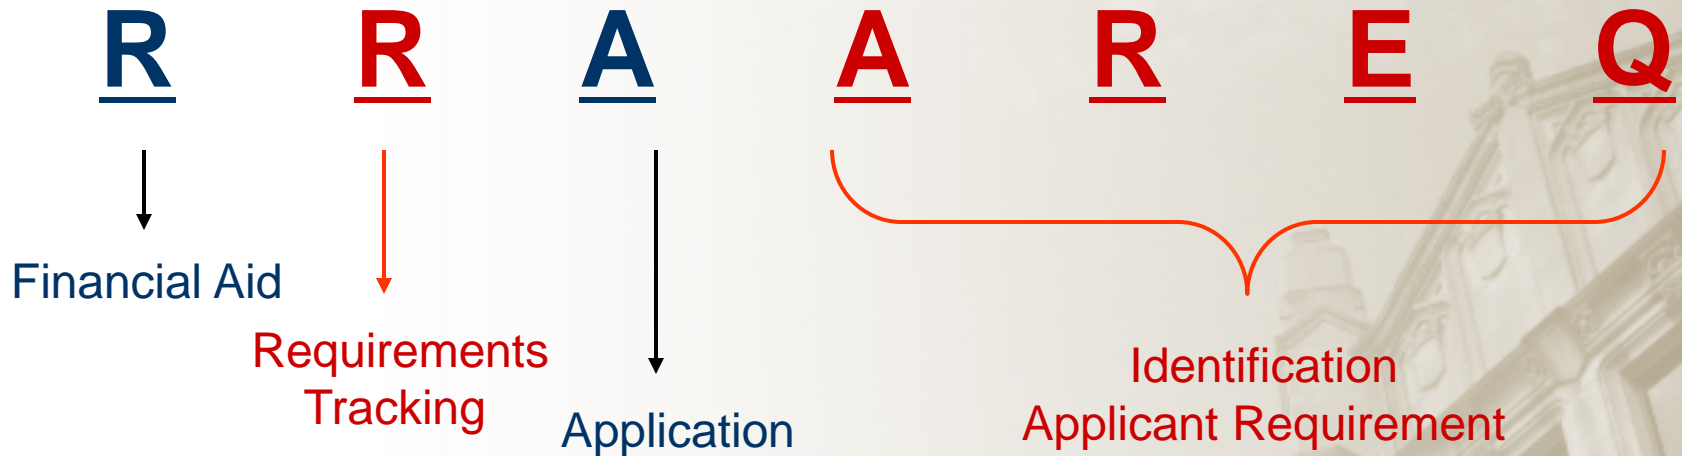 R R A A R E Q
Financial Aid
Requirements
Tracking
Application
Identification
Applicant Requirement